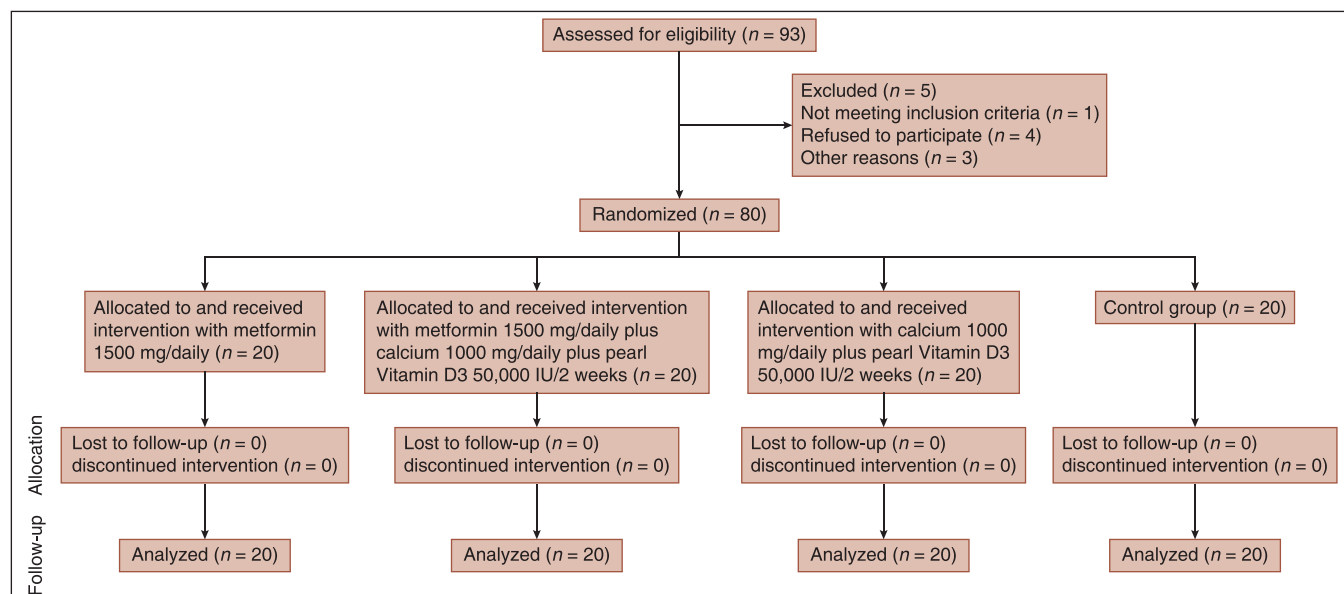 Assessed for eligibility (n = 93)
Excluded (n = 5)
Not meeting inclusion criteria (n = 1)
Refused to participate (n = 4)
Other reasons (n = 3)
Randomized (n = 80)
Allocated to and received
intervention with metformin
1500 mg/daily (n = 20)
Allocated to and received intervention
with metformin 1500 mg/daily plus
calcium 1000 mg/daily plus pearl
Vitamin D3 50,000 IU/2 weeks (n = 20)
Allocated to and received
intervention with calcium 1000
mg/daily plus pearl Vitamin D3
50,000 IU/2 weeks (n = 20)
Control group (n = 20)
Allocation
Lost to follow-up (n = 0)
discontinued intervention (n = 0)
Lost to follow-up (n = 0)
discontinued intervention (n = 0)
Lost to follow-up (n = 0)
discontinued intervention (n = 0)
Lost to follow-up (n = 0)
discontinued intervention (n = 0)
Follow-up
Analyzed (n = 20)
Analyzed (n = 20)
Analyzed (n = 20)
Analyzed (n = 20)